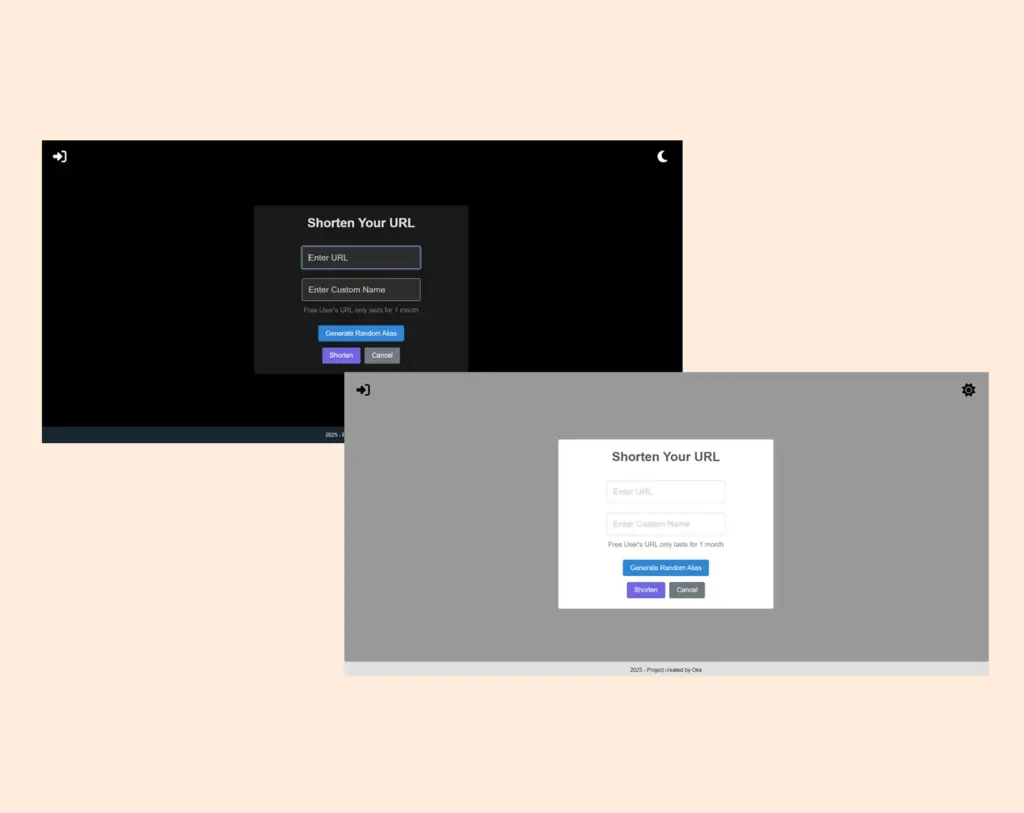 Shorten Your URL
Enter URL
Enter Custom Name
Free User's URL only lasts for 1 month
Generate Random Alias
Shorten
Cancel
2025 -
Shorten Your URL
Enter URL
Enter Custom Name
Free User's URL only lasts for 1 month
Generate Random Alias
Shorten
Cancel
2025 - Project created by Oka